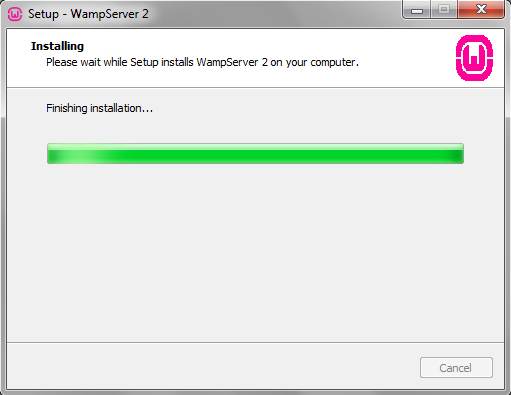 Setup - WampServer 2
Installing
Please wait while Setup installs WampServer 2 on your computer.
W
Finishing installation...
Cancel